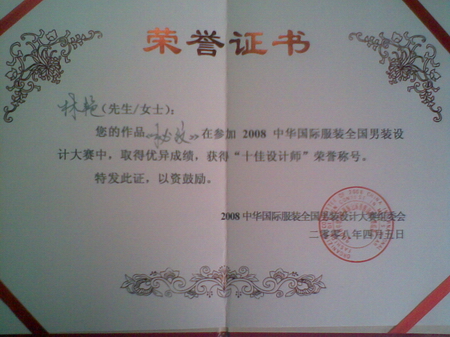 荣誉证书
(先生/女士):
您的作品 在参加 2008 中华国际服装全国男装设
计大赛中，取得优异成绩，获得“十佳设计师”荣誉称号。
特发此证，以资鼓励。
2008 中华国际服装全国男装设计大赛组委会
二零零八年四月五日